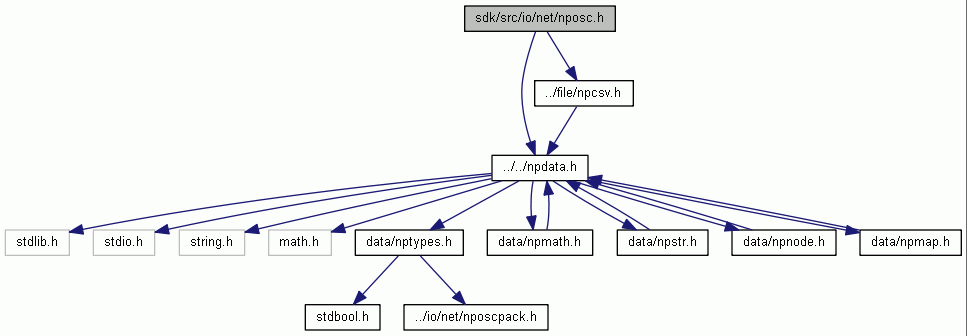 sdk/src/io/net/nposc.h
../file/npcsv.h
../../npdata.h
stdlib.h
stdio.h
string.h
math.h
data/nptypes.h
data/npmath.h
data/npstr.h
data/npnode.h
data/npmap.h
stdbool.h
../io/net/nposcpack.h